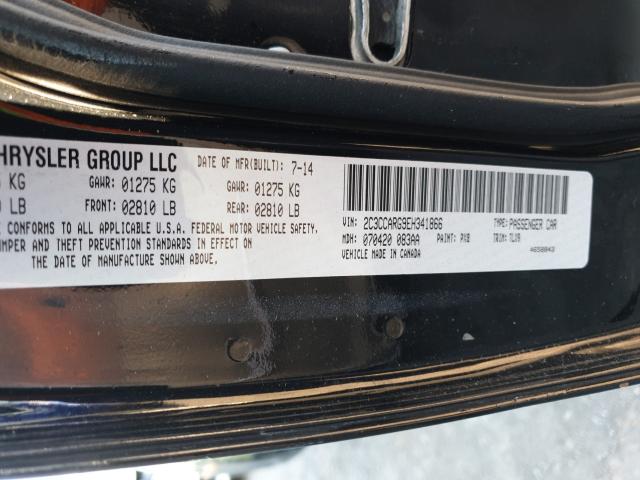 HRYSLER GROUP LLC DATE OF MFR(BUILT): 7-14
KG GAWR: 01275 KG GAWR: 01275 KG
LB FRONT: 02810 LB REAR: 02810 LB
CONFORMS TO ALL APPLICABLE U.S.A. FEDERAL MOTOR VEHICLE SAFETY,
UMPER AND THEFT PREVENTION STANDARDS IN EFFECT
THE DATE OF MANUFACTURE SHOWN ABOVE.
VIN: 2C3CCARG9EH341866 TYPE: PASSENGER CAR
MDH: 070420 083AA PAINT: PX8 TRIM: TLX9
VEHICLE MADE IN CANADA